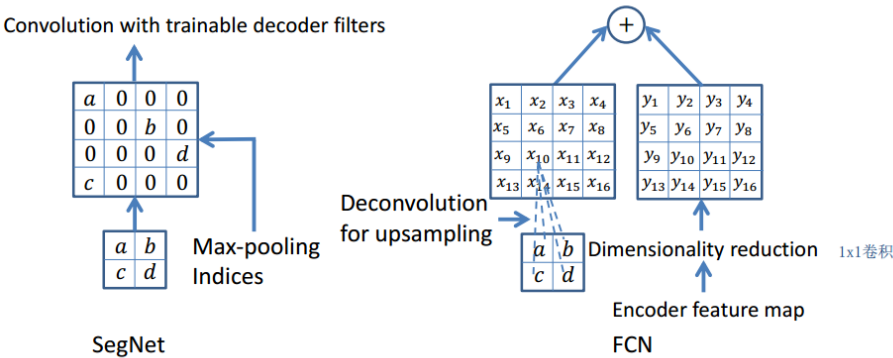 Convolution with trainable decoder filters
a 0 0 0
0 0 b 0
0 0 0 d
c 0 0 0
a b
c d
Max-pooling
Indices
SegNet
+
x₁ x₂ x₃ x₄
x₅ x₆ x₇ x₈
x₉ x₁₀ x₁₁ x₁₂
x₁₃ x₁₄ x₁₅ x₁₆
y₁ y₂ y₃ y₄
y₅ y₆ y₇ y₈
y₉ y₁₀ y₁₁ y₁₂
y₁₃ y₁₄ y₁₅ y₁₆
Deconvolution
for upsampling
a b
c d
Dimensionality reduction
1x1卷积
Encoder feature map
FCN